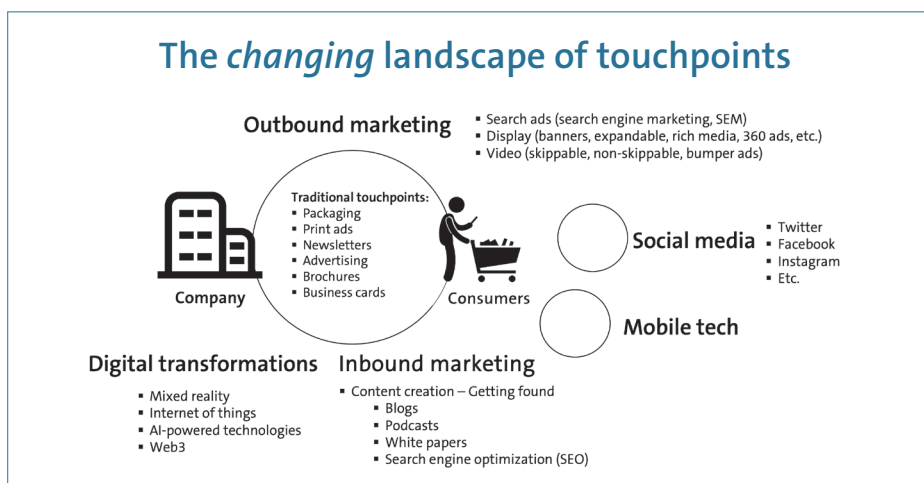 The changing landscape of touchpoints
Outbound marketing
▪ Search ads (search engine marketing, SEM)
▪ Display (banners, expandable, rich media, 360 ads, etc.)
▪ Video (skippable, non-skippable, bumper ads)
Traditional touchpoints:
▪ Packaging
▪ Print ads
▪ Newsletters
▪ Advertising
▪ Brochures
▪ Business cards
Company
Consumers
Social media
▪ Twitter
▪ Facebook
▪ Instagram
▪ Etc.
Mobile tech
Digital transformations
▪ Mixed reality
▪ Internet of things
▪ AI-powered technologies
▪ Web3
Inbound marketing
▪ Content creation – Getting found
▪ Blogs
▪ Podcasts
▪ White papers
▪ Search engine optimization (SEO)